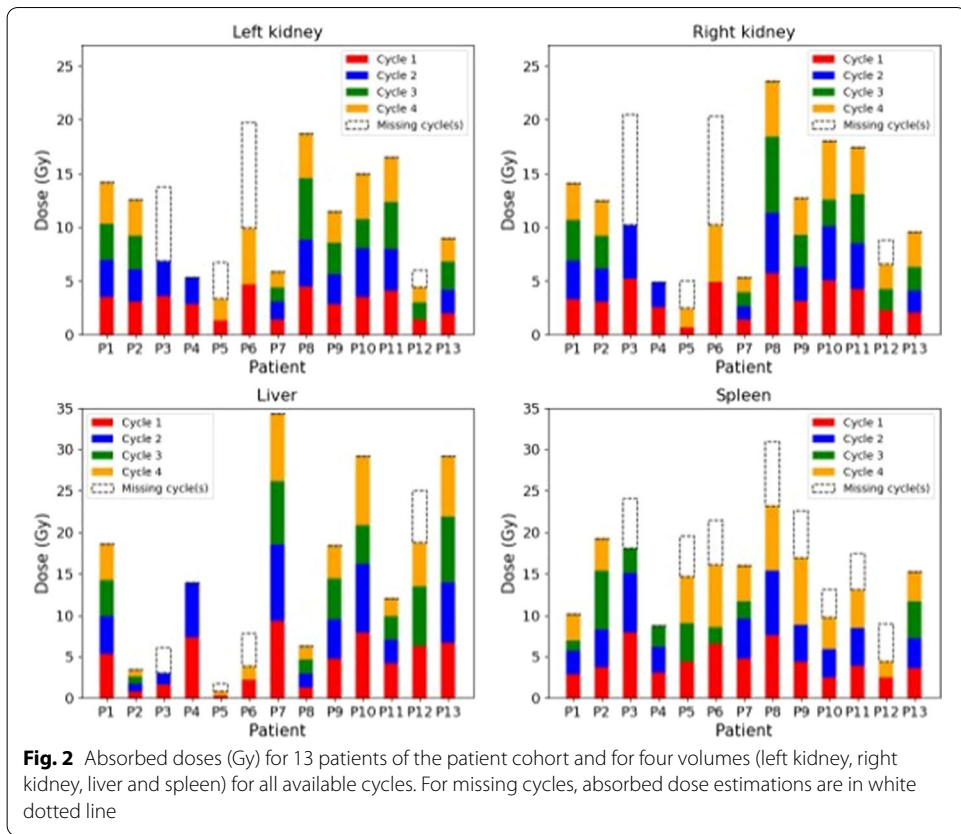 Left kidney
Dose (Gy)
25
20
15
10
5
0
Cycle 1
Cycle 2
Cycle 3
Cycle 4
Missing cycle(s)
P1 P2 P3 P4 P5 P6 P7 P8 P9 P10 P11 P12 P13
Patient
Right kidney
Dose (Gy)
25
20
15
10
5
0
Cycle 1
Cycle 2
Cycle 3
Cycle 4
Missing cycle(s)
P1 P2 P3 P4 P5 P6 P7 P8 P9 P10 P11 P12 P13
Patient
Liver
Dose (Gy)
35
30
25
20
15
10
5
0
Cycle 1
Cycle 2
Cycle 3
Cycle 4
Missing cycle(s)
P1 P2 P3 P4 P5 P6 P7 P8 P9 P10 P11 P12 P13
Patient
Spleen
Dose (Gy)
35
30
25
20
15
10
5
0
Cycle 1
Cycle 2
Cycle 3
Cycle 4
Missing cycle(s)
P1 P2 P3 P4 P5 P6 P7 P8 P9 P10 P11 P12 P13
Patient
Fig. 2 Absorbed doses (Gy) for 13 patients of the patient cohort and for four volumes (left kidney, right
kidney, liver and spleen) for all available cycles. For missing cycles, absorbed dose estimations are in white
dotted line